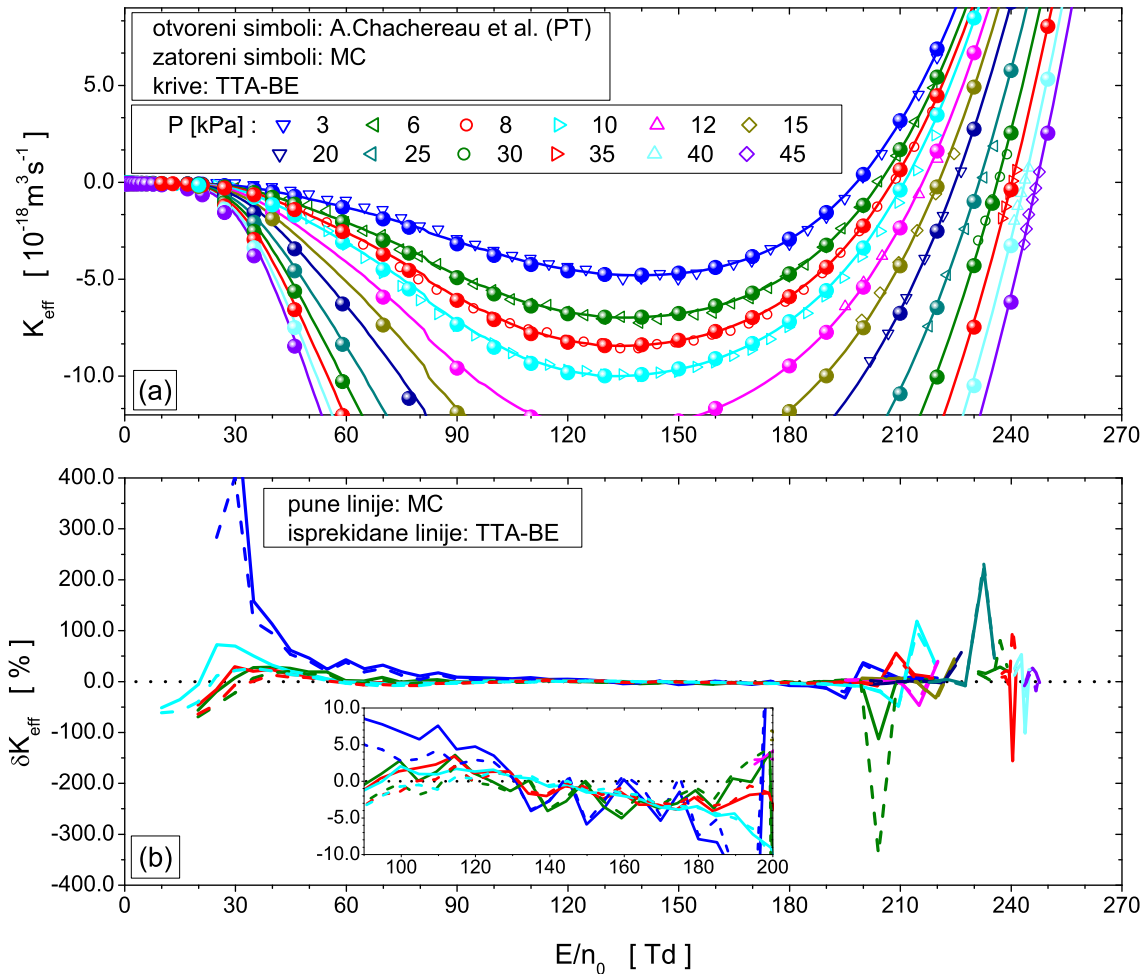 otvoreni simboli: A.Chachereau et al. (PT)
zatoreni simboli: MC
krive: TTA-BE
P [kPa] : 3 6 8 10 12 15
20 25 30 35 40 45
5.0
0.0
-5.0
-10.0
K_eff [ 10^-18 m^3 s^-1 ]
(a)
0 30 60 90 120 150 180 210 240 270
pune linije: MC
isprekidane linije: TTA-BE
400.0
300.0
200.0
100.0
0.0
-100.0
-200.0
-300.0
-400.0
δK_eff [ % ]
(b)
10.0
5.0
0.0
-5.0
-10.0
100 120 140 160 180 200
0 30 60 90 120 150 180 210 240 270
E/n_0 [ Td ]